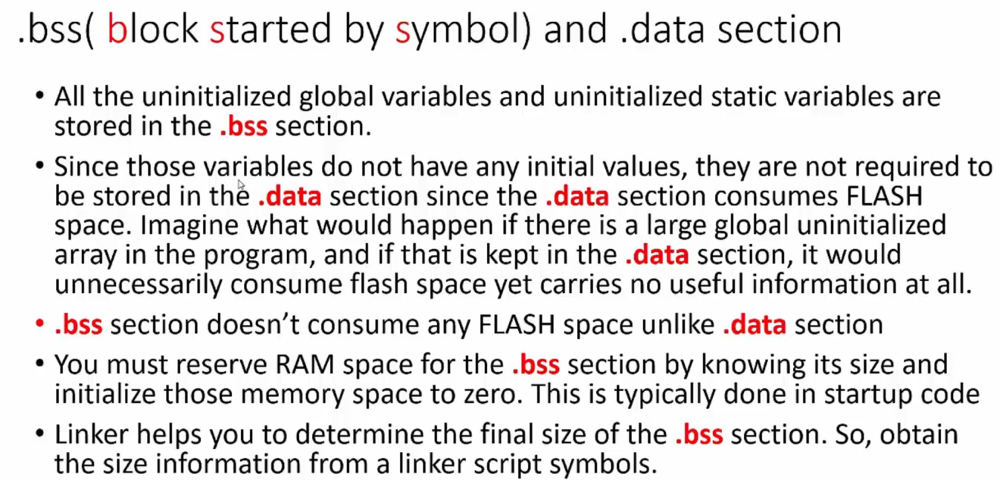 .bss( block started by symbol) and .data section
• All the uninitialized global variables and uninitialized static variables are
stored in the .bss section.
• Since those variables do not have any initial values, they are not required to
be stored in the .data section since the .data section consumes FLASH
space. Imagine what would happen if there is a large global uninitialized
array in the program, and if that is kept in the .data section, it would
unnecessarily consume flash space yet carries no useful information at all.
• .bss section doesn’t consume any FLASH space unlike .data section
• You must reserve RAM space for the .bss section by knowing its size and
initialize those memory space to zero. This is typically done in startup code
• Linker helps you to determine the final size of the .bss section. So, obtain
the size information from a linker script symbols.